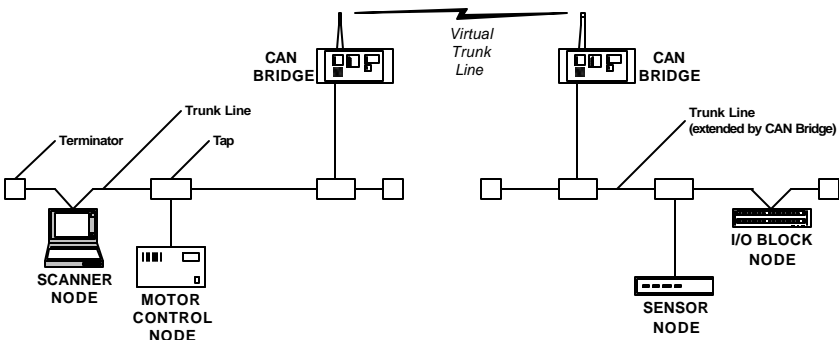 Virtual
Trunk
Line
CAN
BRIDGE
CAN
BRIDGE
Terminator
Trunk Line
Tap
Trunk Line
(extended by CAN Bridge)
SCANNER
NODE
MOTOR
CONTROL
NODE
SENSOR
NODE
I/O BLOCK
NODE